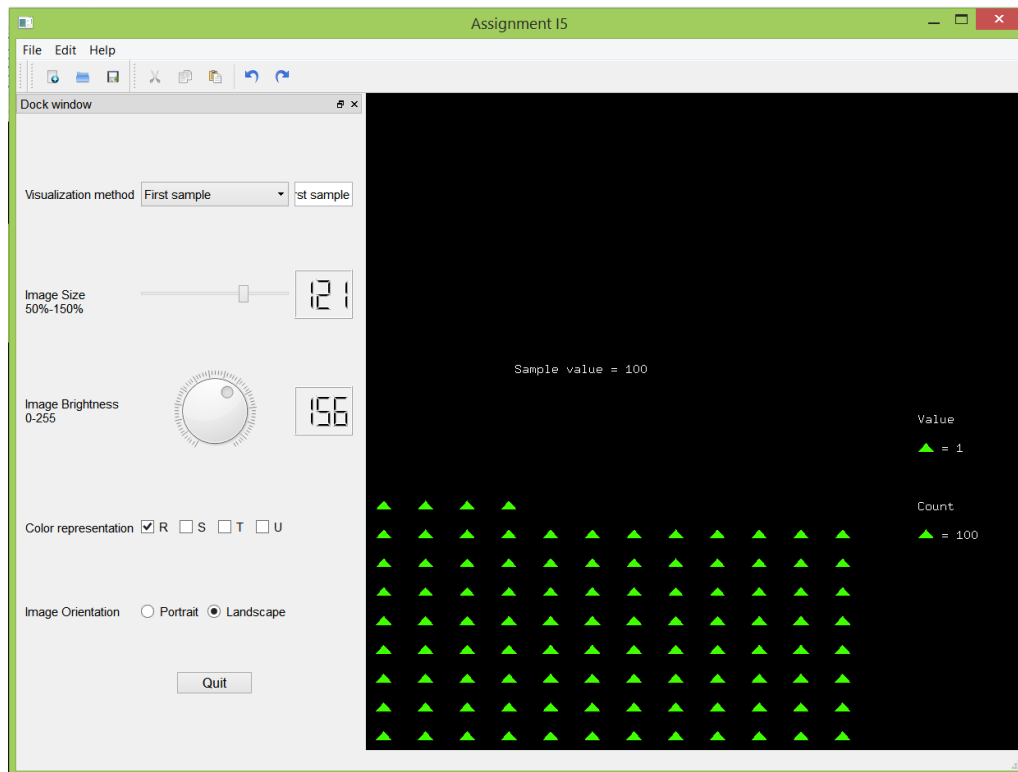 Assignment I5
File Edit Help
Dock window
Visualization method First sample rst sample
Image Size
50%-150%
121
Image Brightness
0-255
156
Color representation R S T U
Image Orientation Portrait Landscape
Quit
Sample value = 100
Value
= 1
Count
= 100